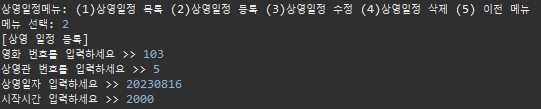 상영일정메뉴: (1)상영일정 목록 (2)상영일정 등록 (3)상영일정 수정 (4)상영일정 삭제 (5) 이전 메뉴
메뉴 선택: 2
[상영 일정 등록]
영화 번호를 입력하세요 >> 103
상영관 번호를 입력하세요 >> 5
상영일자 입력하세요 >> 20230816
시작시간 입력하세요 >> 2000